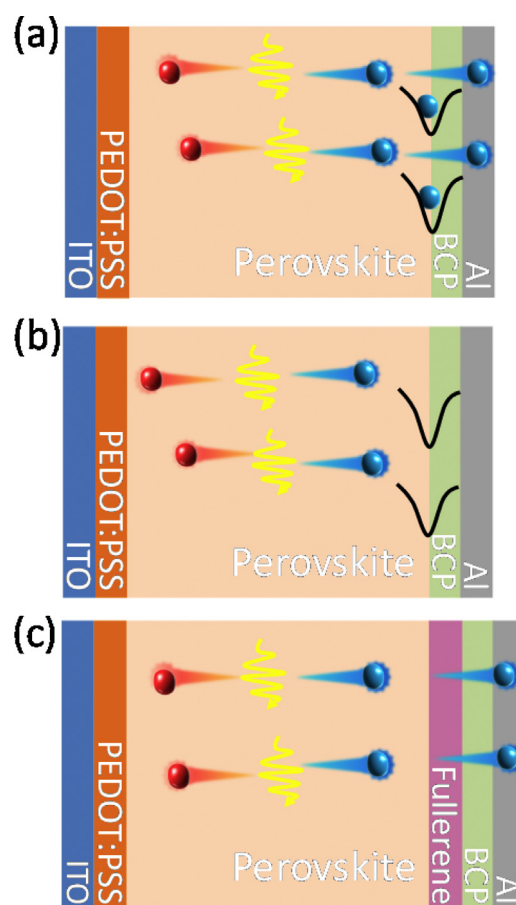 (a)
ITO
PEDOT:PSS
Perovskite
BCP
Al
(b)
ITO
PEDOT:PSS
Perovskite
BCP
Al
(c)
ITO
PEDOT:PSS
Perovskite
Fullerene
BCP
Al